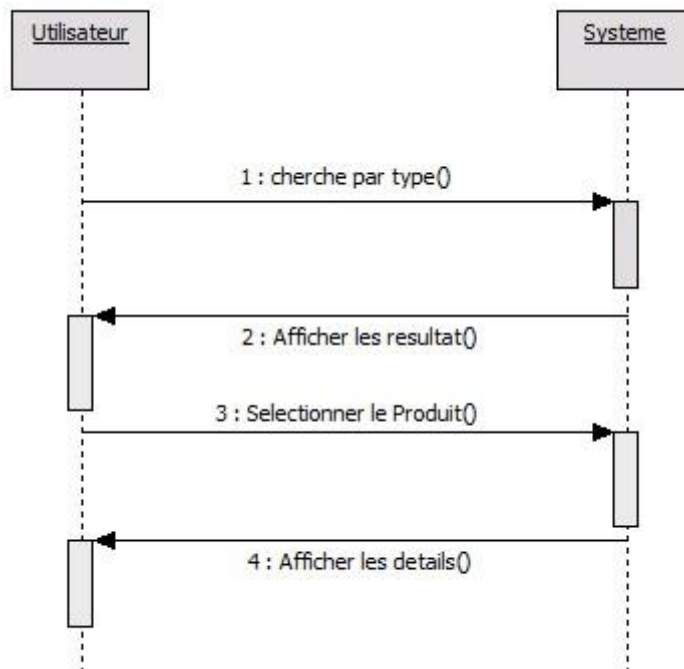 Utilisateur
Systeme
1 : cherche par type()
2 : Afficher les resultat()
3 : Selectionner le Produit()
4 : Afficher les details()